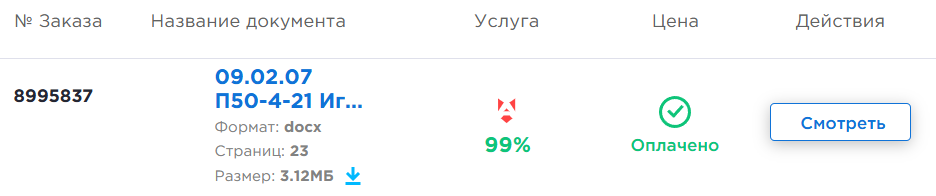 № Заказа Название документа Услуга Цена Действия
8995837
09.02.07
П50-4-21 Иг...
Формат: docx
Страниц: 23
Размер: 3.12МБ
99%
Оплачено
Смотреть